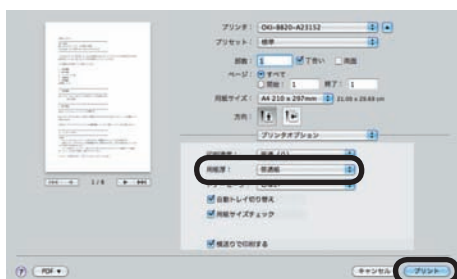 プリンタ： OKI-8820-A23152
プリセット： 標準
部数： 1 丁合い 両面
ページ： すべて
開始： 1 終了： 1
用紙サイズ： A4 210 x 297mm 21.00 x 29.69 cm
方向：
プリンタオプション
用紙厚： 普通紙
自動トレイ切り替え
用紙サイズチェック
横送りで印刷する
1/6
? PDF キャンセル プリント